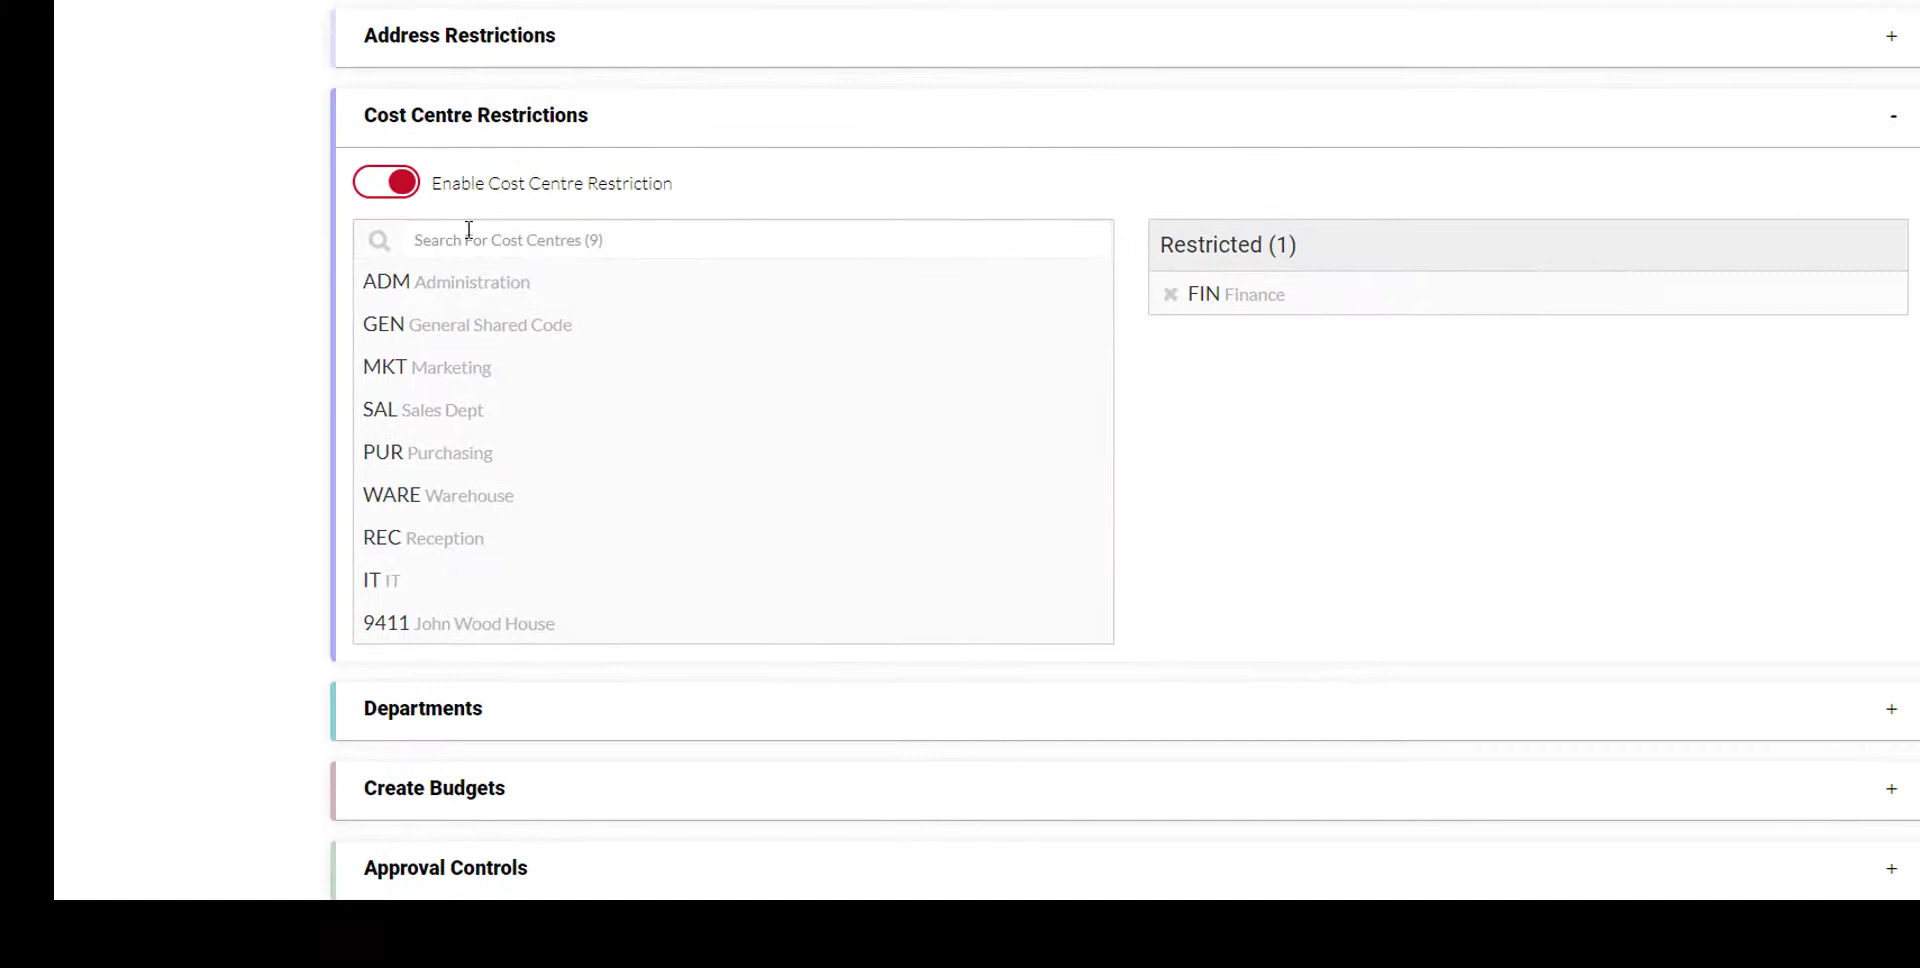 Address Restrictions +
Cost Centre Restrictions -
Enable Cost Centre Restriction
Search For Cost Centres (9)
Restricted (1)
ADM Administration
FIN Finance
GEN General Shared Code
MKT Marketing
SAL Sales Dept
PUR Purchasing
WARE Warehouse
REC Reception
IT IT
9411 John Wood House
Departments +
Create Budgets +
Approval Controls +